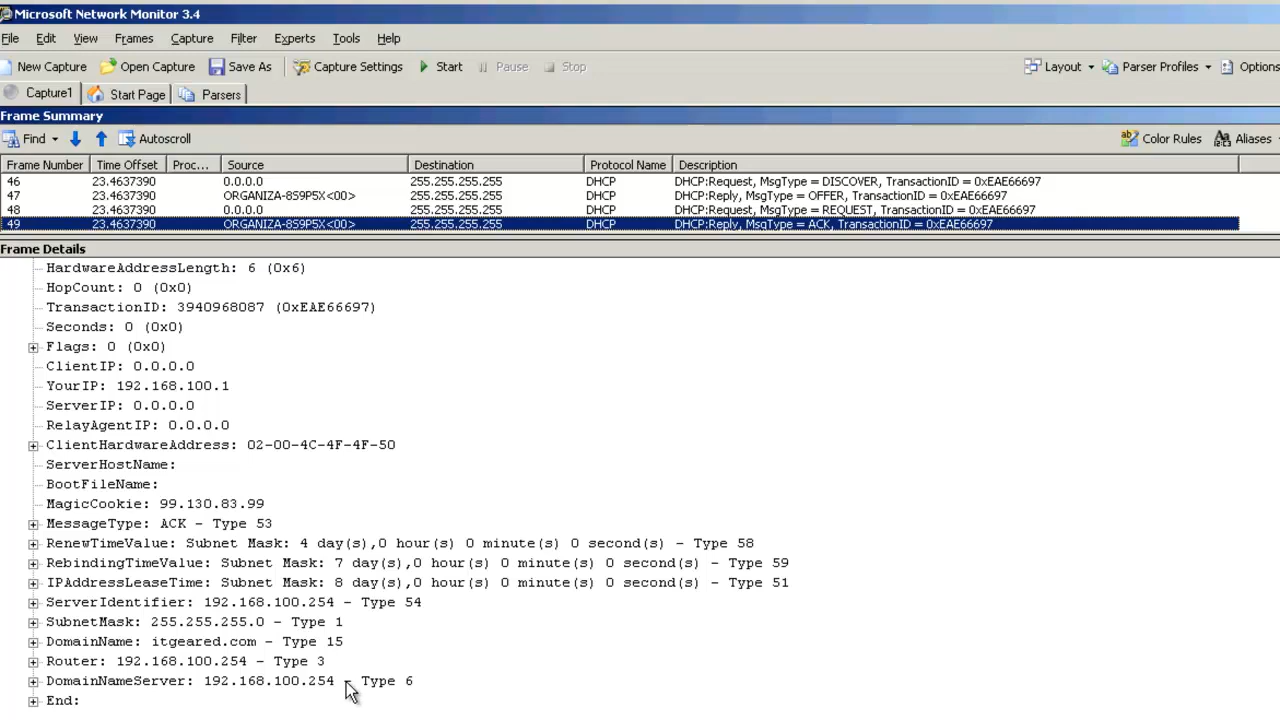 Microsoft Network Monitor 3.4
File Edit View Frames Capture Filter Experts Tools Help
New Capture Open Capture Save As Capture Settings Start Pause Stop Layout Parser Profiles Options
Capture1 Start Page Parsers
Frame Summary
Find Autoscroll Color Rules Aliases
Frame Number Time Offset Proc... Source Destination Protocol Name Description
46 23.4637390 0.0.0.0 255.255.255.255 DHCP DHCP:Request, MsgType = DISCOVER, TransactionID = 0xEAE66697
47 23.4637390 ORGANIZA-8S9P5X<00> 255.255.255.255 DHCP DHCP:Reply, MsgType = OFFER, TransactionID = 0xEAE66697
48 23.4637390 0.0.0.0 255.255.255.255 DHCP DHCP:Request, MsgType = REQUEST, TransactionID = 0xEAE66697
49 23.4637390 ORGANIZA-8S9P5X<00> 255.255.255.255 DHCP DHCP:Reply, MsgType = ACK, TransactionID = 0xEAE66697
Frame Details
HardwareAddressLength: 6 (0x6)
HopCount: 0 (0x0)
TransactionID: 3940968087 (0xEAE66697)
Seconds: 0 (0x0)
Flags: 0 (0x0)
ClientIP: 0.0.0.0
YourIP: 192.168.100.1
ServerIP: 0.0.0.0
RelayAgentIP: 0.0.0.0
ClientHardwareAddress: 02-00-4C-4F-4F-50
ServerHostName:
BootFileName:
MagicCookie: 99.130.83.99
MessageType: ACK - Type 53
RenewTimeValue: Subnet Mask: 4 day(s),0 hour(s) 0 minute(s) 0 second(s) - Type 58
RebindingTimeValue: Subnet Mask: 7 day(s),0 hour(s) 0 minute(s) 0 second(s) - Type 59
IPAddressLeaseTime: Subnet Mask: 8 day(s),0 hour(s) 0 minute(s) 0 second(s) - Type 51
ServerIdentifier: 192.168.100.254 - Type 54
SubnetMask: 255.255.255.0 - Type 1
DomainName: itgeared.com - Type 15
Router: 192.168.100.254 - Type 3
DomainNameServer: 192.168.100.254 - Type 6
End: